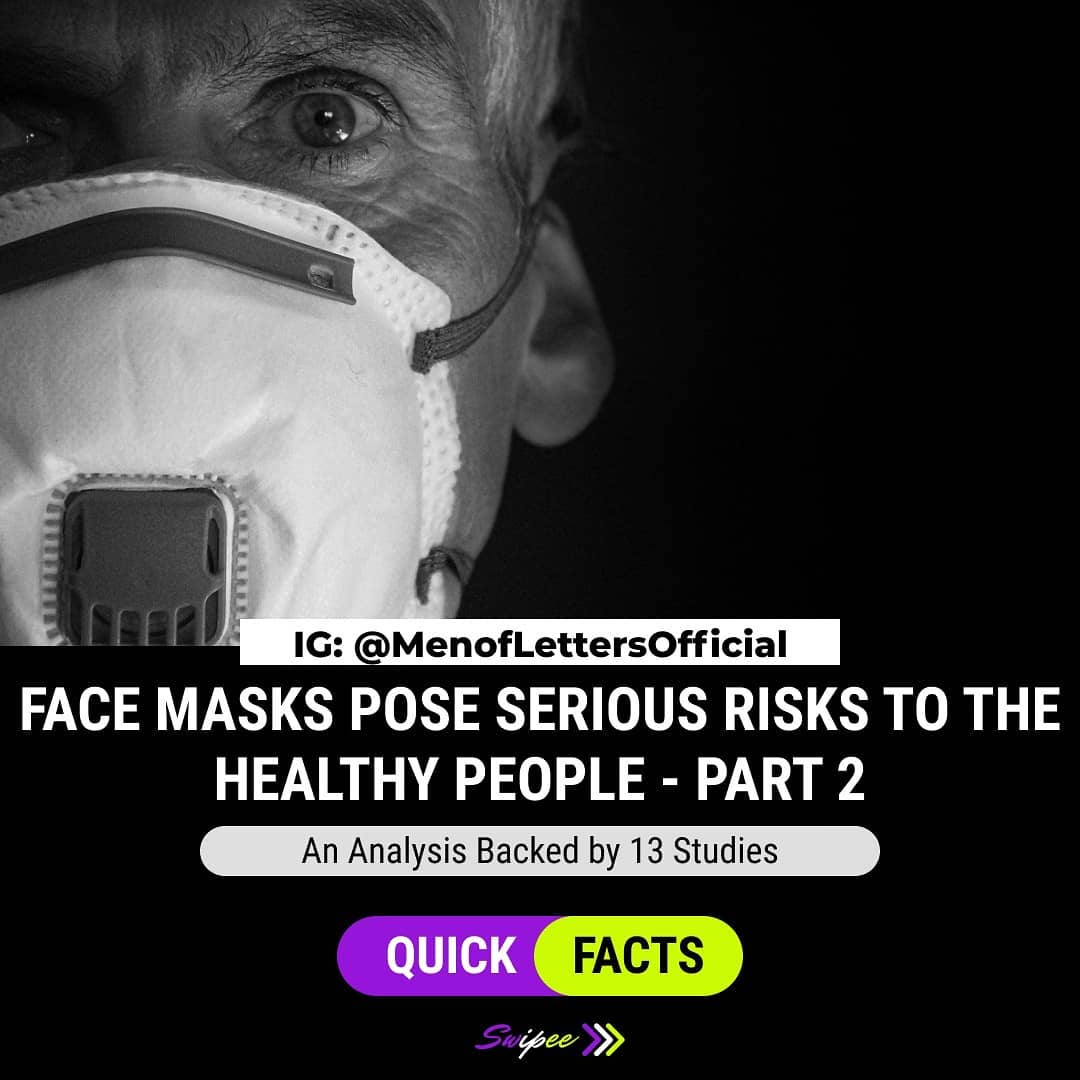 IG: @MenofLettersOfficial
FACE MASKS POSE SERIOUS RISKS TO THE
HEALTHY PEOPLE - PART 2
An Analysis Backed by 13 Studies
QUICK FACTS
Swipee